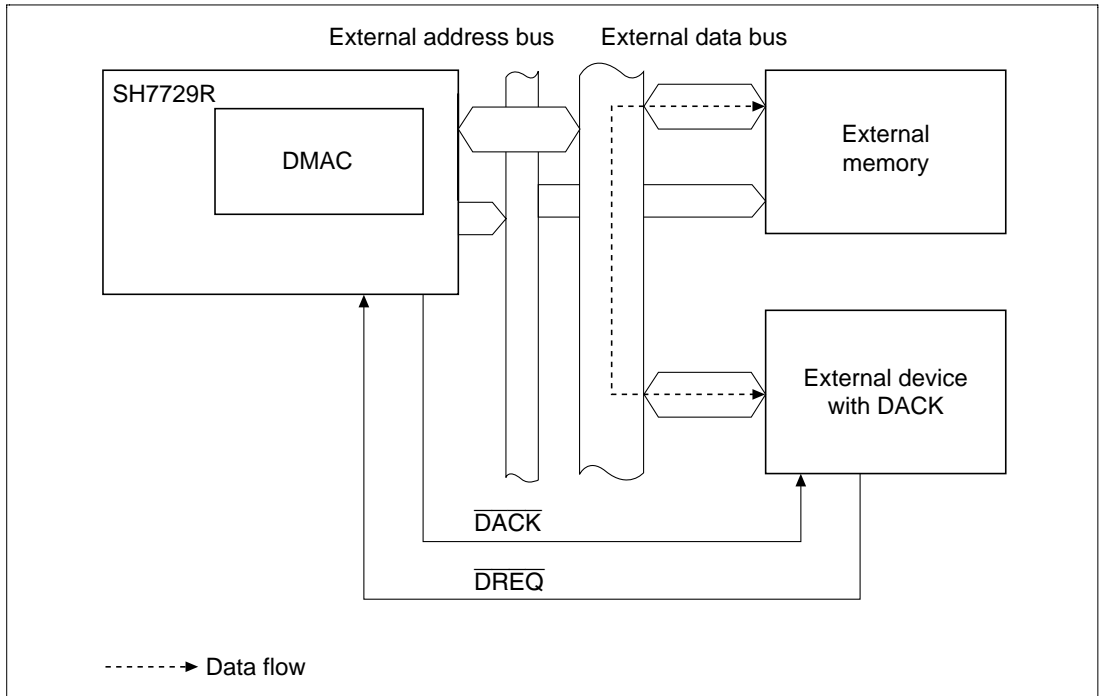 External address bus
External data bus
SH7729R
DMAC
External
memory
External device
with DACK
DACK
DREQ
Data flow